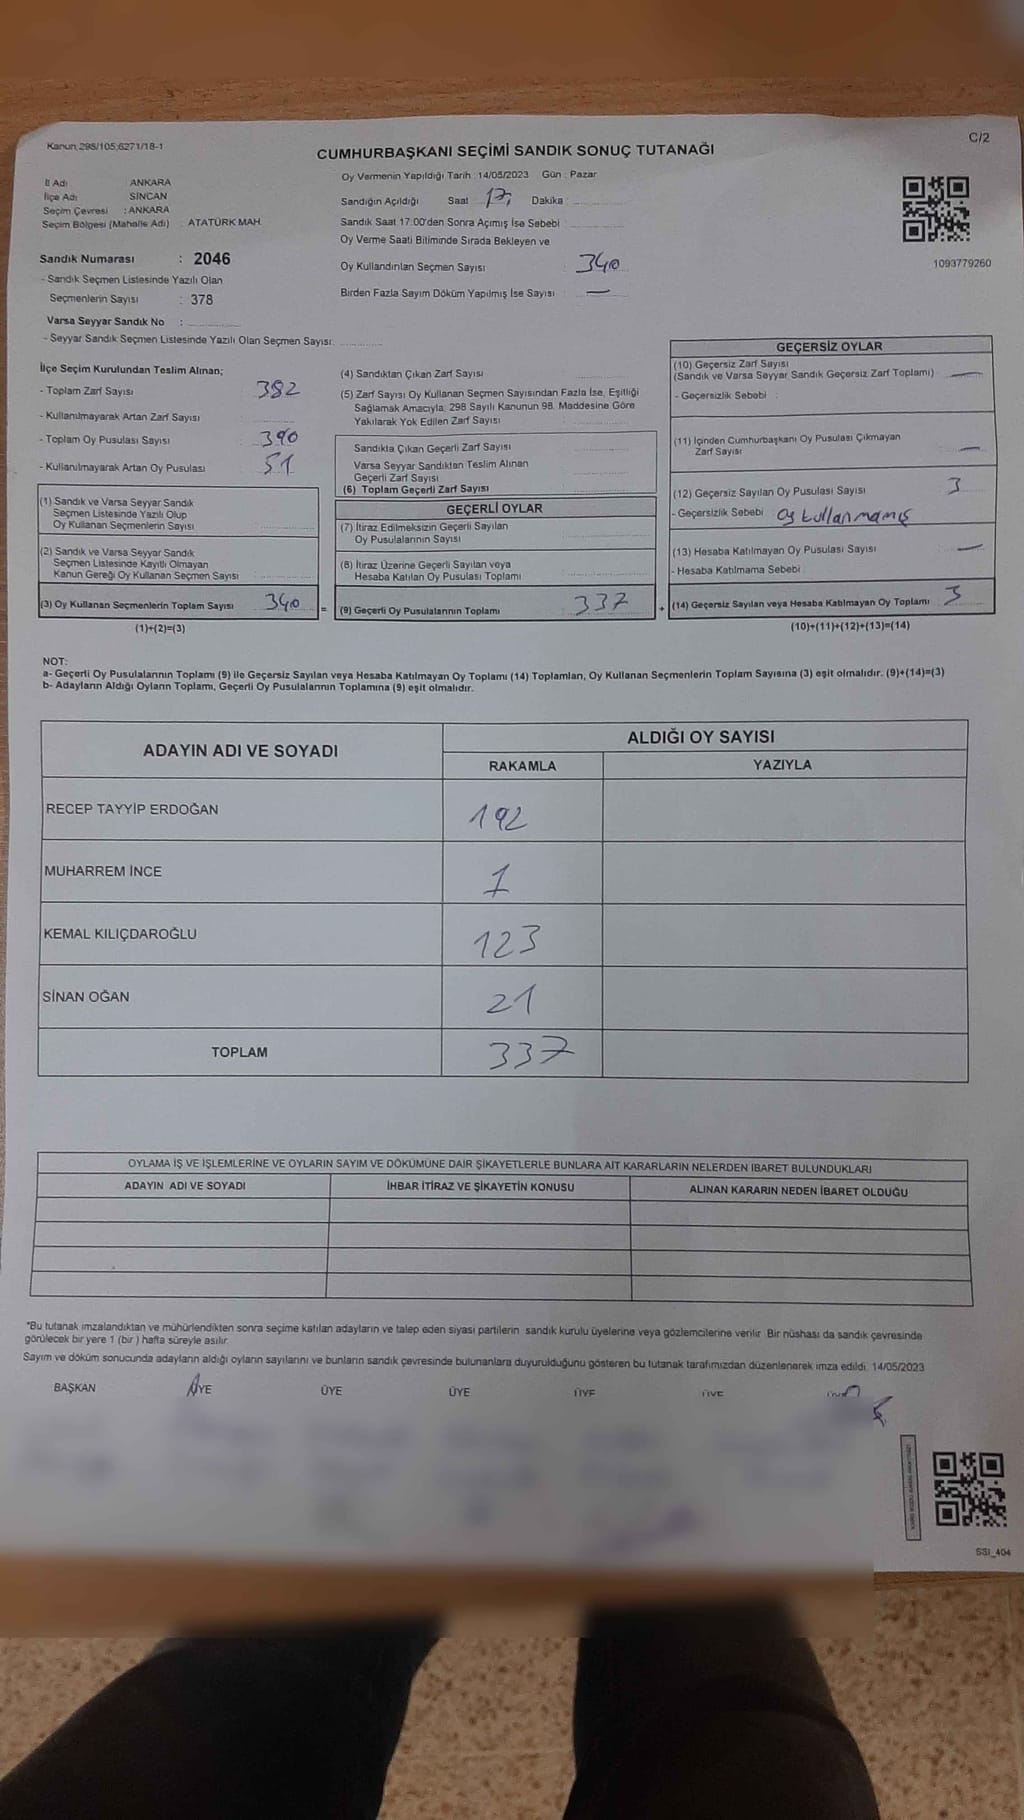 Kanun, 298/105;6271/18-1
C/2
CUMHURBAŞKANI SEÇİMİ SANDIK SONUÇ TUTANAĞI
İl Adı ANKARA
İlçe Adı SİNCAN
Seçim Çevresi : ANKARA
Seçim Bölgesi (Mahalle Adı) : ATATÜRK MAH.
Sandık Numarası : 2046
- Sandık Seçmen Listesinde Yazılı Olan
Seçmenlerin Sayısı : 378
Varsa Seyyar Sandık No :
- Seyyar Sandık Seçmen Listesinde Yazılı Olan Seçmen Sayısı:
Oy Vermenin Yapıldığı Tarih : 14/05/2023 Gün : Pazar
Sandığın Açıldığı Saat 17, Dakika :
Sandık Saat 17:00'den Sonra Açımış İse Sebebi :
Oy Verme Saati Bitiminde Sırada Bekleyen ve
Oy Kullandırılan Seçmen Sayısı : 340
Birden Fazla Sayım Döküm Yapılmış İse Sayısı : —
1093779260
İlçe Seçim Kurulundan Teslim Alınan;
- Toplam Zarf Sayısı 382
- Kullanılmayarak Artan Zarf Sayısı
- Toplam Oy Pusulası Sayısı 390
- Kullanılmayarak Artan Oy Pusulası 51
(1) Sandık ve Varsa Seyyar Sandık
Seçmen Listesinde Yazılı Olup
Oy Kullanan Seçmenlerin Sayısı
(2) Sandık ve Varsa Seyyar Sandık
Seçmen Listesinde Kayıtlı Olmayan
Kanun Gereği Oy Kullanan Seçmen Sayısı
(3) Oy Kullanan Seçmenlerin Toplam Sayısı 340 =
(1)+(2)=(3)
(4) Sandıktan Çıkan Zarf Sayısı
(5) Zarf Sayısı Oy Kullanan Seçmen Sayısından Fazla İse, Eşitliği
Sağlamak Amacıyla, 298 Sayılı Kanunun 98. Maddesine Göre
Yakılarak Yok Edilen Zarf Sayısı
Sandıkta Çıkan Geçerli Zarf Sayısı
Varsa Seyyar Sandıktan Teslim Alınan
Geçerli Zarf Sayısı
(6) Toplam Geçerli Zarf Sayısı
GEÇERLİ OYLAR
(7) İtiraz Edilmeksizin Geçerli Sayılan
Oy Pusulalarının Sayısı
(8) İtiraz Üzerine Geçerli Sayılan veya
Hesaba Katılan Oy Pusulası Toplamı
(9) Geçerli Oy Pusulalarının Toplamı 337 +
GEÇERSİZ OYLAR
(10) Geçersiz Zarf Sayısı
(Sandık ve Varsa Seyyar Sandık Geçersiz Zarf Toplamı) —
- Geçersizlik Sebebi :
(11) İçinden Cumhurbaşkanı Oy Pusulası Çıkmayan
Zarf Sayısı —
(12) Geçersiz Sayılan Oy Pusulası Sayısı 3
- Geçersizlik Sebebi Oy kullanmamış
(13) Hesaba Katılmayan Oy Pusulası Sayısı —
- Hesaba Katılmama Sebebi
(14) Geçersiz Sayılan veya Hesaba Katılmayan Oy Toplamı 3
(10)+(11)+(12)+(13)=(14)
NOT:
a- Geçerli Oy Pusulalarının Toplamı (9) ile Geçersiz Sayılan veya Hesaba Katılmayan Oy Toplamı (14) Toplamları, Oy Kullanan Seçmenlerin Toplam Sayısına (3) eşit olmalıdır. (9)+(14)=(3)
b- Adayların Aldığı Oyların Toplamı, Geçerli Oy Pusulalarının Toplamına (9) eşit olmalıdır.
ADAYIN ADI VE SOYADI ALDIĞI OY SAYISI
RAKAMLA YAZIYLA
RECEP TAYYİP ERDOĞAN 192
MUHARREM İNCE 1
KEMAL KILIÇDAROĞLU 123
SİNAN OĞAN 21
TOPLAM 337
OYLAMA İŞ VE İŞLEMLERİNE VE OYLARIN SAYIM VE DÖKÜMÜNE DAİR ŞİKAYETLERLE BUNLARA AİT KARARLARIN NELERDEN İBARET BULUNDUKLARI
ADAYIN ADI VE SOYADI İHBAR İTİRAZ VE ŞİKAYETİN KONUSU ALINAN KARARIN NEDEN İBARET OLDUĞU
*Bu tutanak imzalandıktan ve mühürlendikten sonra seçime katılan adayların ve talep eden siyasi partilerin sandık kurulu üyelerine veya gözlemcilerine verilir. Bir nüshası da sandık çevresinde
görülecek bir yere 1 (bir ) hafta süreyle asılır.
Sayım ve döküm sonucunda adayların aldığı oyların sayılarını ve bunların sandık çevresinde bulunanlara duyurulduğunu gösteren bu tutanak tarafımızdan düzenlenerek imza edildi. 14/05/2023
BAŞKAN ÜYE ÜYE ÜYE ÜYE ÜYE
SSI_404